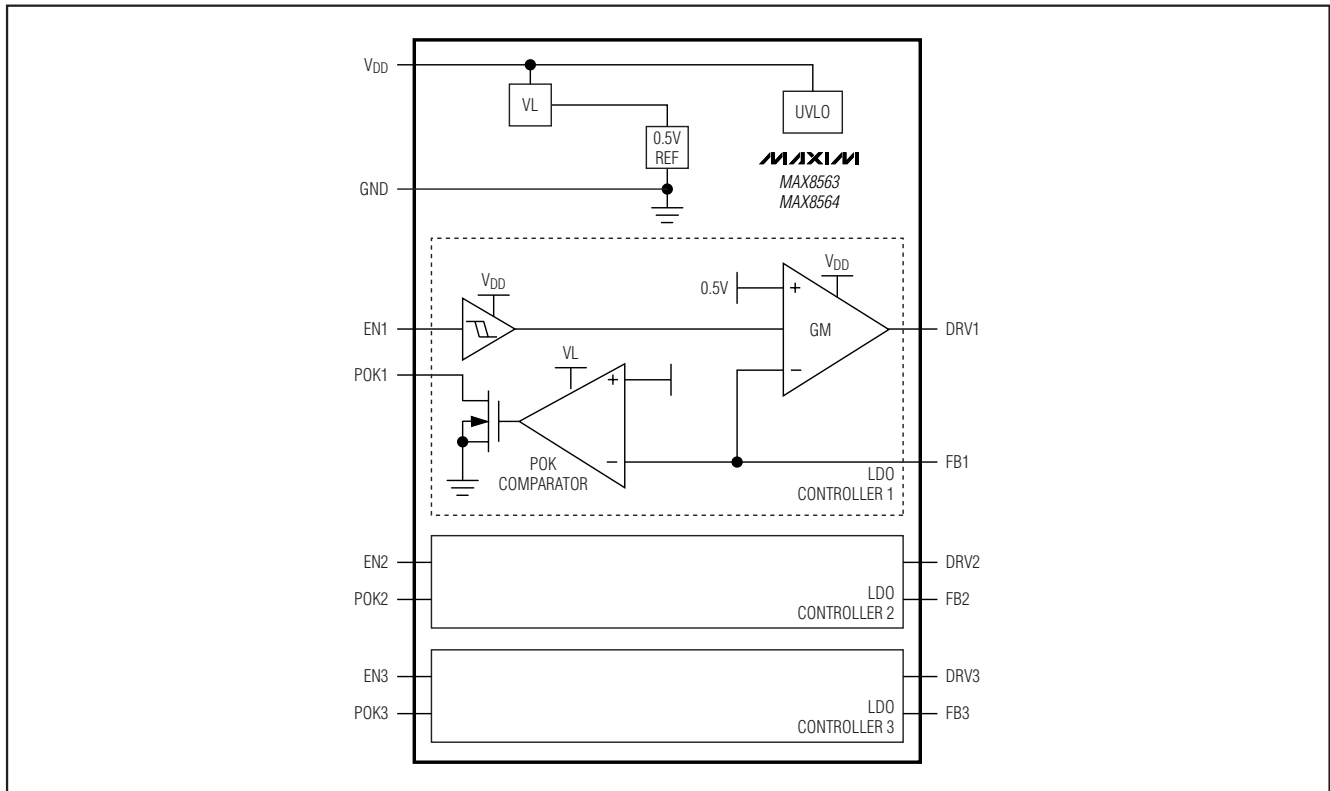 VDD
VL
UVLO
0.5V
REF
MAXIM
MAX8563
MAX8564
GND
VDD
VDD
0.5V
+
EN1
GM
DRV1
POK1
VL
+
−
−
POK
COMPARATOR
FB1
LDO
CONTROLLER 1
EN2
DRV2
POK2
LDO
CONTROLLER 2
FB2
EN3
DRV3
POK3
LDO
CONTROLLER 3
FB3